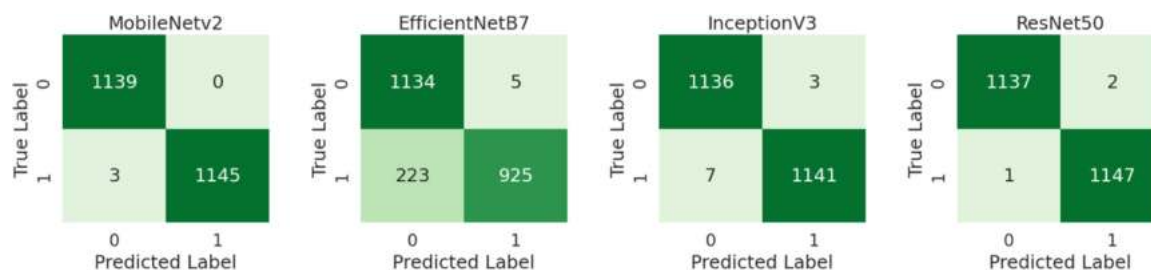 MobileNetv2
True Label
0
1
1139 0
3 1145
0 1
Predicted Label
EfficientNetB7
True Label
0
1
1134 5
223 925
0 1
Predicted Label
InceptionV3
True Label
0
1
1136 3
7 1141
0 1
Predicted Label
ResNet50
True Label
0
1
1137 2
1 1147
0 1
Predicted Label